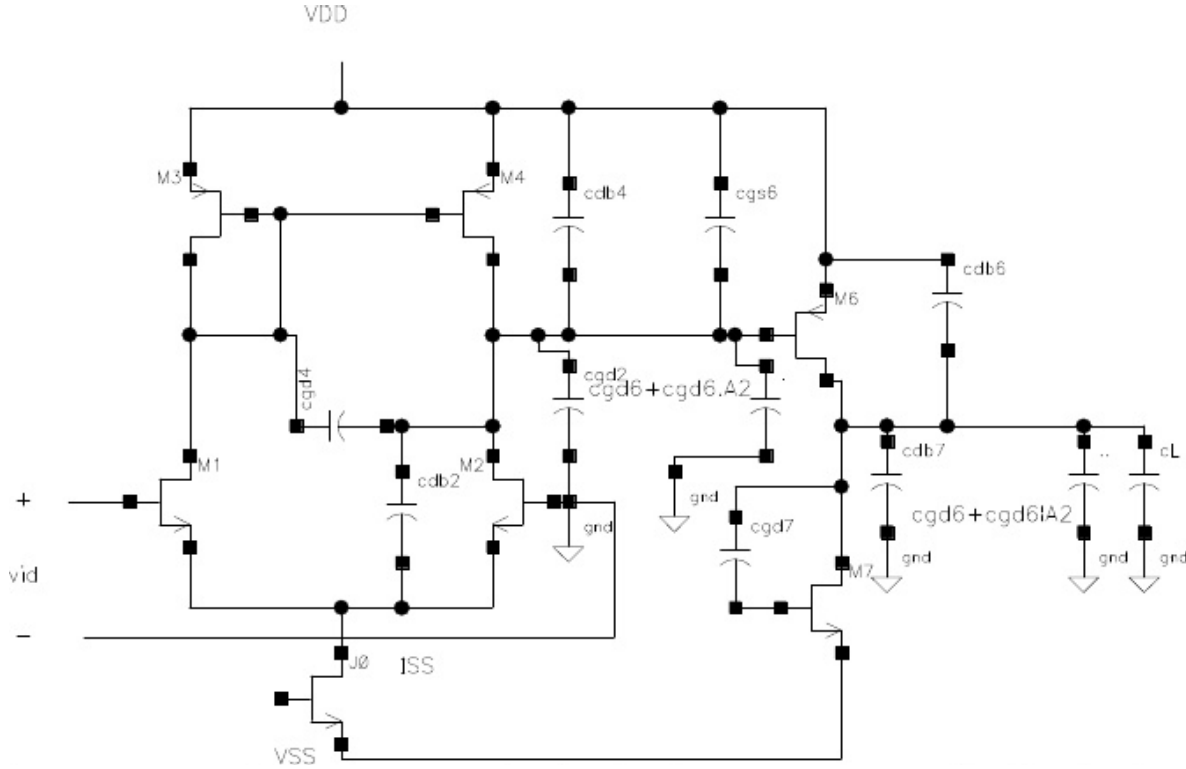 VDD
M3
M4
cdb4
cgs6
cdb6
M6
cgd4
cgd2
cgd6+cgd6.A2
M1
M2
cdb2
cdb7
cL
+
gnd
gnd
cgd7
cgd6+cgd6|A2
gnd
gnd
gnd
vid
M7
-
J0
ISS
VSS